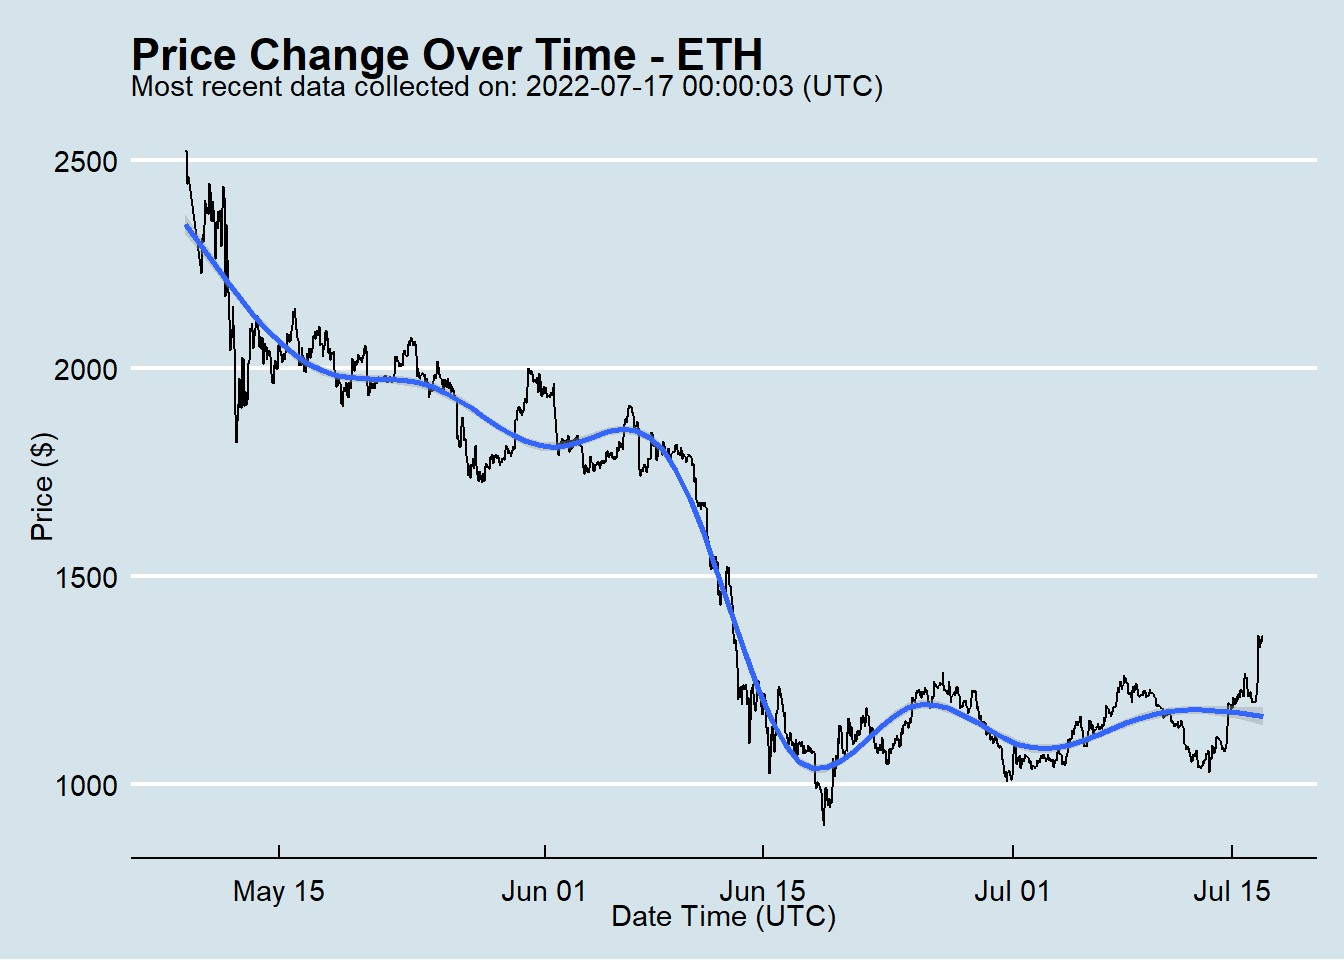 Price Change Over Time - ETH
Most recent data collected on: 2022-07-17 00:00:03 (UTC)
2500
2000
1500
1000
Price ($)
May 15
Jun 01
Jun 15
Jul 01
Jul 15
Date Time (UTC)